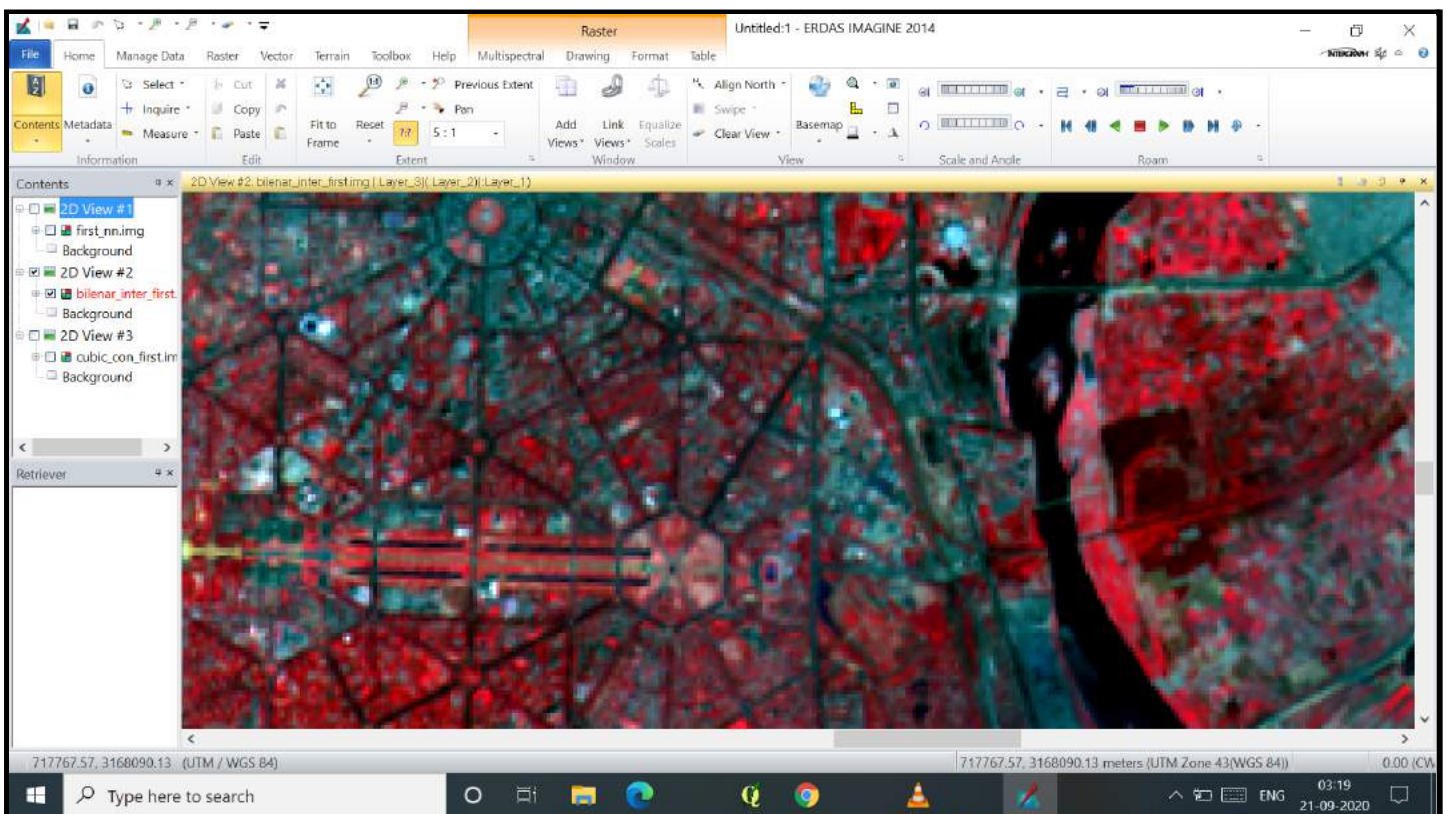 Raster
Untitled:1 - ERDAS IMAGINE 2014
File Home Manage Data Raster Vector Terrain Toolbox Help Multispectral Drawing Format Table
INTERGRAPH
Select Cut 1:1 Previous Extent Align North
Inquire Copy Pan Swipe
Contents Metadata Measure Paste Fit to Frame Reset ?.? 5 : 1 Add Views Link Views Equalize Scales Clear View Basemap
Information Edit Extent Window View Scale and Angle Roam
Contents
2D View #2: bilenar_inter_first.img (:Layer_3)(:Layer_2)(:Layer_1)
2D View #1
first_nn.img
Background
2D View #2
bilenar_inter_first.
Background
2D View #3
cubic_con_first.im
Background
Retriever
717767.57, 3168090.13 (UTM / WGS 84)
717767.57, 3168090.13 meters (UTM Zone 43(WGS 84))
0.00 (CW
Type here to search
ENG
03:19
21-09-2020